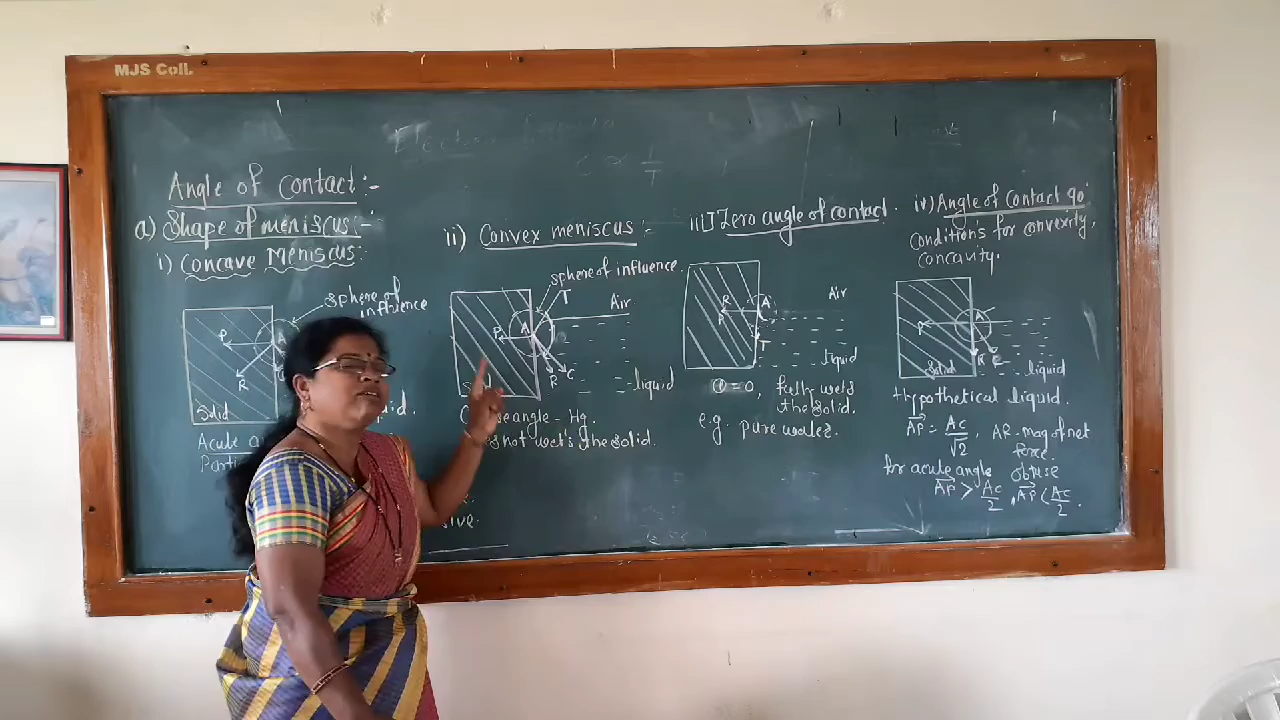 MJS Coll.
Angle of contact:-
a) Shape of meniscus:-
i) Concave Meniscus:-
sphere of
influence
P
A
R
Solid
Acute
ii) Convex meniscus:-
sphere of influence.
T
Air
P
A
R
C
liquid
angle - Hg.
not wet's the solid.
iii] Zero angle of contact.
Air
R
A
P
T
liquid
= 0, fully wets
the solid.
e.g. pure water.
iv) Angle of contact 90°
conditions for convexity,
concavity.
P
A
R
C
Solid
liquid
Hypothetical liquid.
AP = Ac/√2, AR - mag of net
force.
for acute angle obtuse
AP > Ac/2, AP < Ac/2.